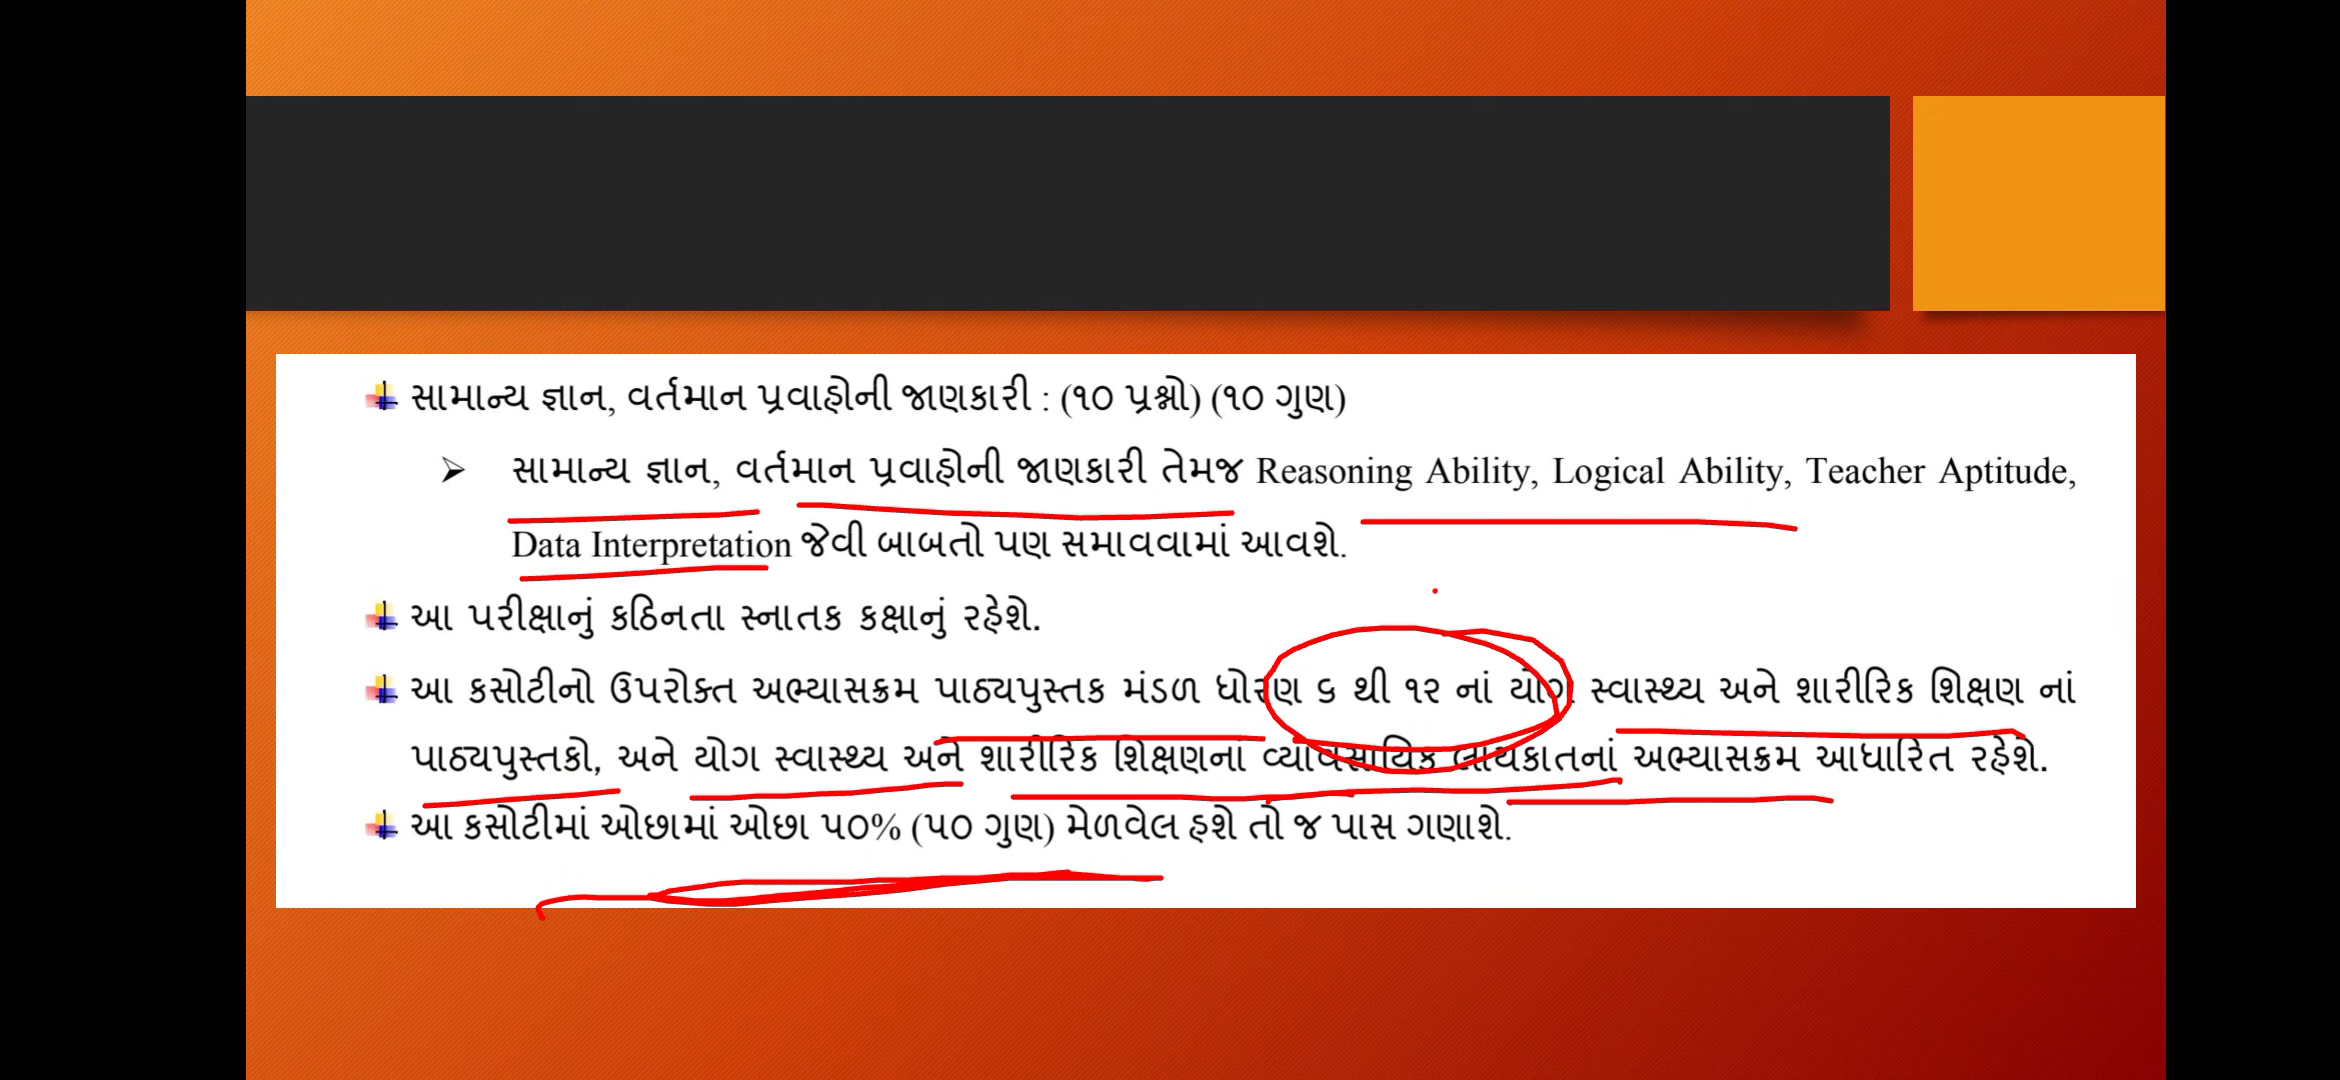 સામાન્ય જ્ઞાન, વર્તમાન પ્રવાહોની જાણકારી : (૧૦ પ્રશ્નો) (૧૦ ગુણ)
સામાન્ય જ્ઞાન, વર્તમાન પ્રવાહોની જાણકારી તેમજ Reasoning Ability, Logical Ability, Teacher Aptitude,
Data Interpretation જેવી બાબતો પણ સમાવવામાં આવશે.
આ પરીક્ષાનું કઠિનતા સ્નાતક કક્ષાનું રહેશે.
આ કસોટીનો ઉપરોક્ત અભ્યાસક્રમ પાઠ્યપુસ્તક મંડળ ધોરણ ૬ થી ૧૨ નાં યોગ સ્વાસ્થ્ય અને શારીરિક શિક્ષણ નાં
પાઠ્યપુસ્તકો, અને યોગ સ્વાસ્થ્ય અને શારીરિક શિક્ષણનાં વ્યાવસાયિક લાયકાતનાં અભ્યાસક્રમ આધારિત રહેશે.
આ કસોટીમાં ઓછામાં ઓછા ૫૦% (૫૦ ગુણ) મેળવેલ હશે તો જ પાસ ગણાશે.